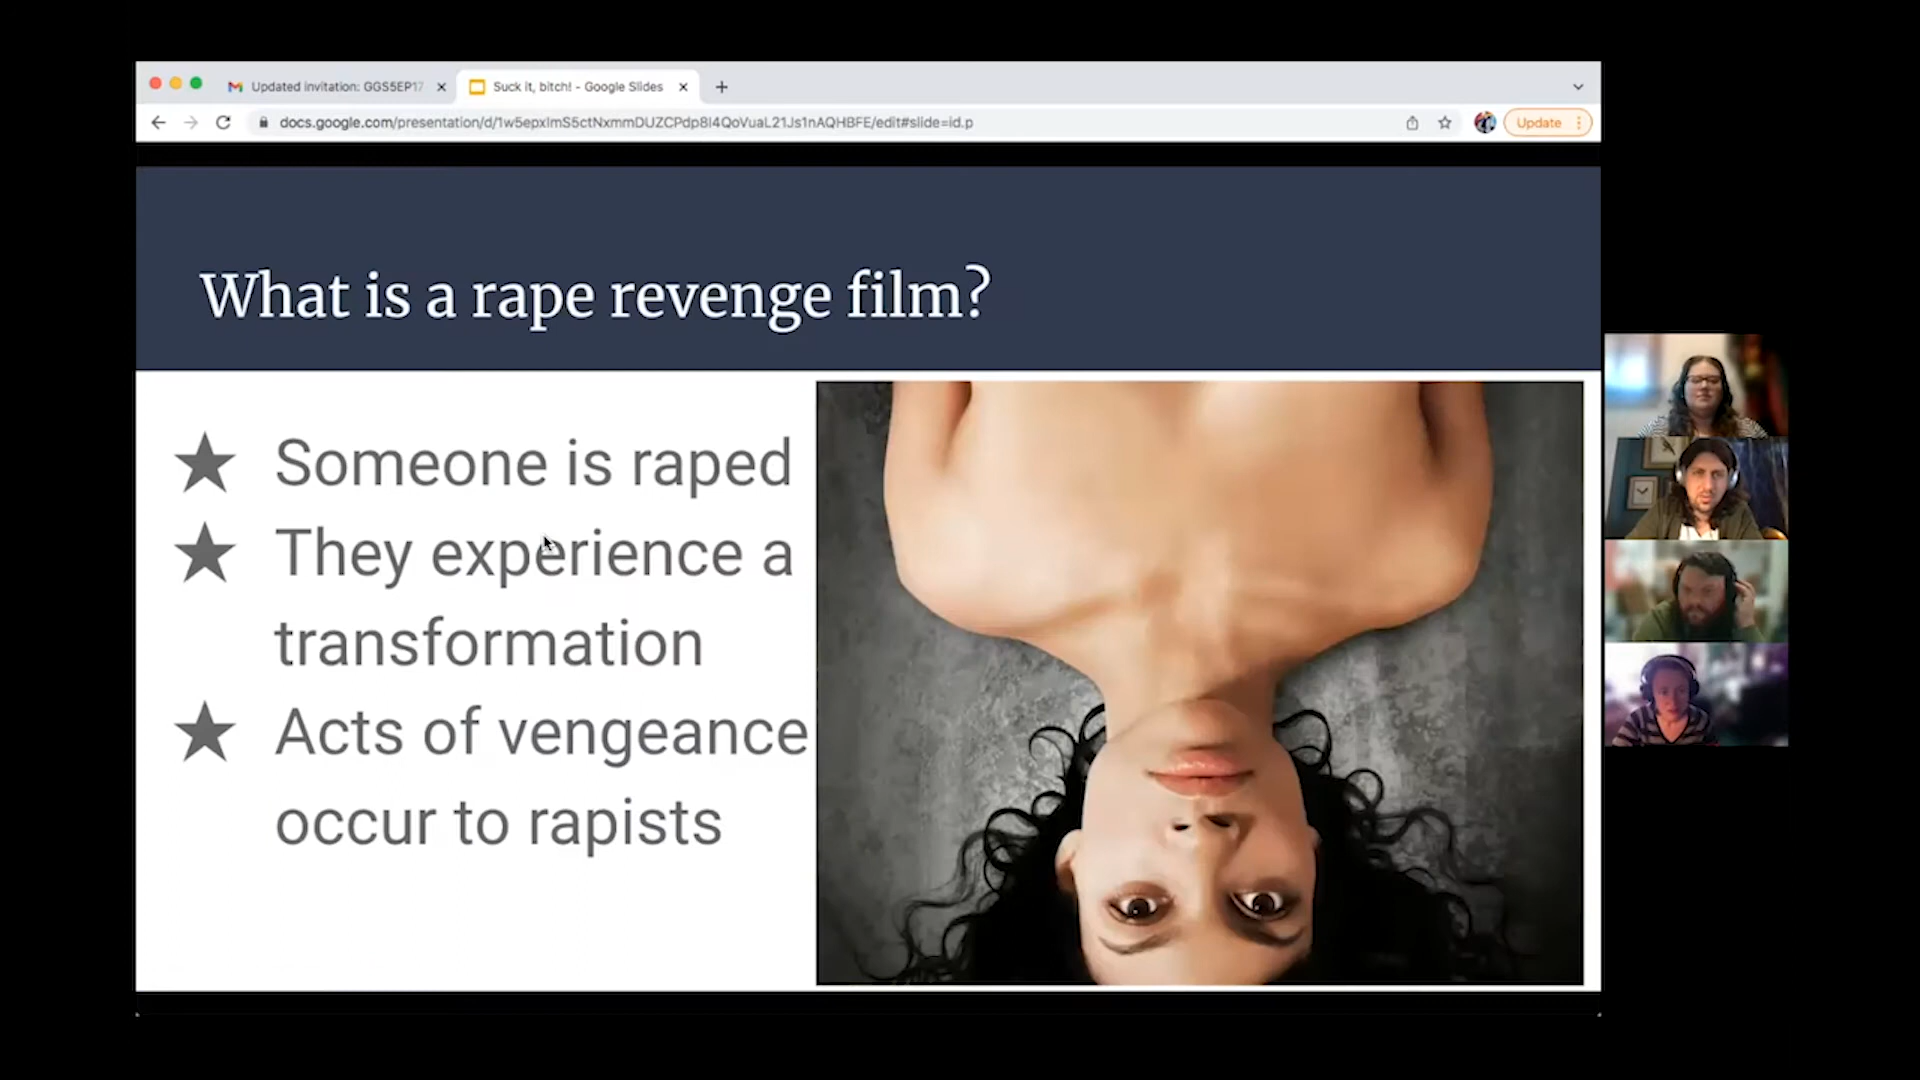 Updated invitation: GGS5EP17
Suck it, bitch! - Google Slides
docs.google.com/presentation/d/1w5epxlmS5ctNxmmDUZCPdp8I4QoVuaL21Js1nAQHBFE/edit#slide=id.p
Update
What is a rape revenge film?
★ Someone is raped
★ They experience a
transformation
★ Acts of vengeance
occur to rapists